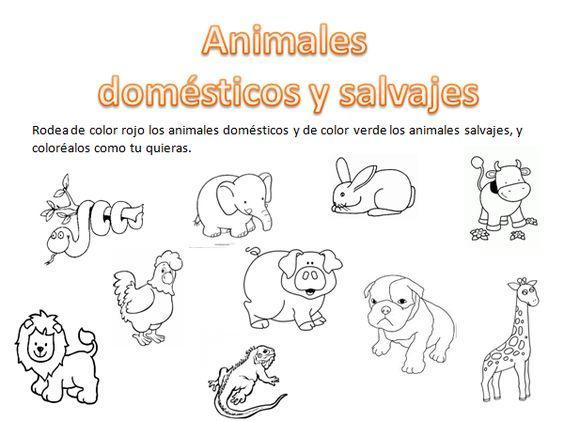 Animales
domésticos y salvajes
Rodea de color rojo los animales domésticos y de color verde los animales salvajes, y
coloréalos como tu quieras.